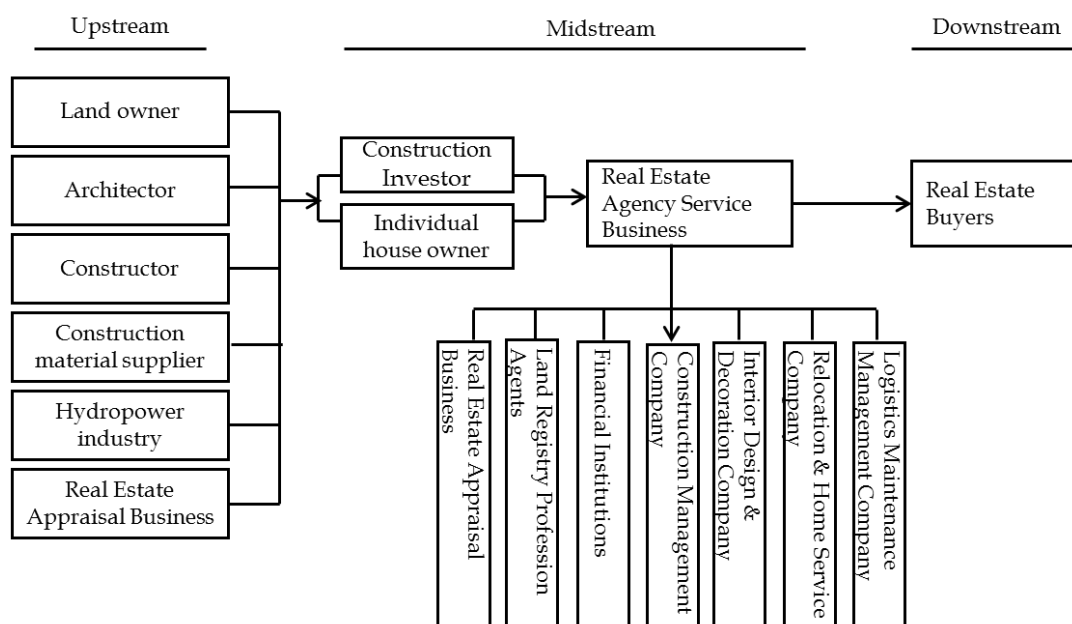 Upstream
Midstream
Downstream
Land owner
Architector
Constructor
Construction
material supplier
Hydropower
industry
Real Estate
Appraisal Business
Construction
Investor
Individual
house owner
Real Estate
Agency Service
Business
Real Estate
Buyers
Real Estate Appraisal
Business
Land Registry Profession
Agents
Financial Institutions
Construction Management
Company
Interior Design &
Decoration Company
Relocation & Home Service
Company
Logistics Maintenance
Management Company